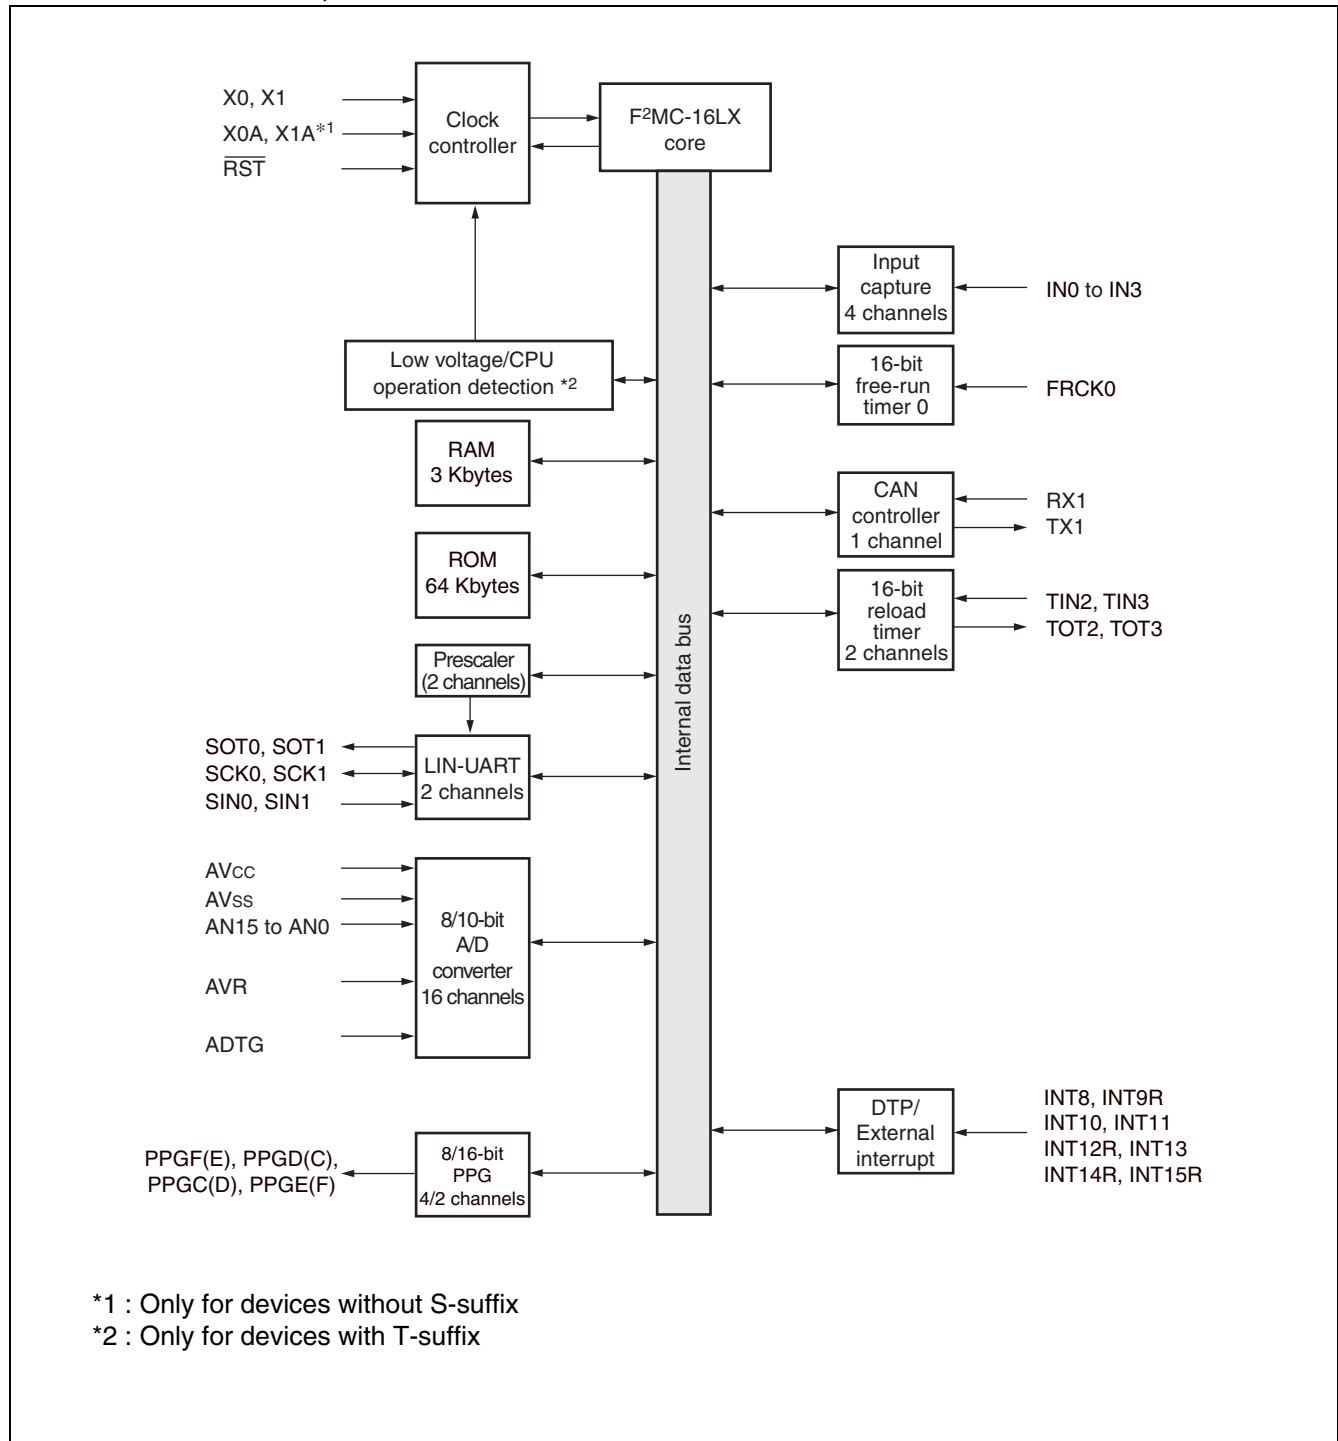 X0, X1
X0A, X1A*1
RST
Clock
controller
F2MC-16LX
core
Low voltage/CPU
operation detection *2
RAM
3 Kbytes
ROM
64 Kbytes
Prescaler
(2 channels)
SOT0, SOT1
SCK0, SCK1
SIN0, SIN1
LIN-UART
2 channels
AVCC
AVSS
AN15 to AN0
AVR
ADTG
8/10-bit
A/D
converter
16 channels
PPGF(E), PPGD(C),
PPGC(D), PPGE(F)
8/16-bit
PPG
4/2 channels
Internal data bus
Input
capture
4 channels
IN0 to IN3
16-bit
free-run
timer 0
FRCK0
CAN
controller
1 channel
RX1
TX1
16-bit
reload
timer
2 channels
TIN2, TIN3
TOT2, TOT3
DTP/
External
interrupt
INT8, INT9R
INT10, INT11
INT12R, INT13
INT14R, INT15R
*1 : Only for devices without S-suffix
*2 : Only for devices with T-suffix